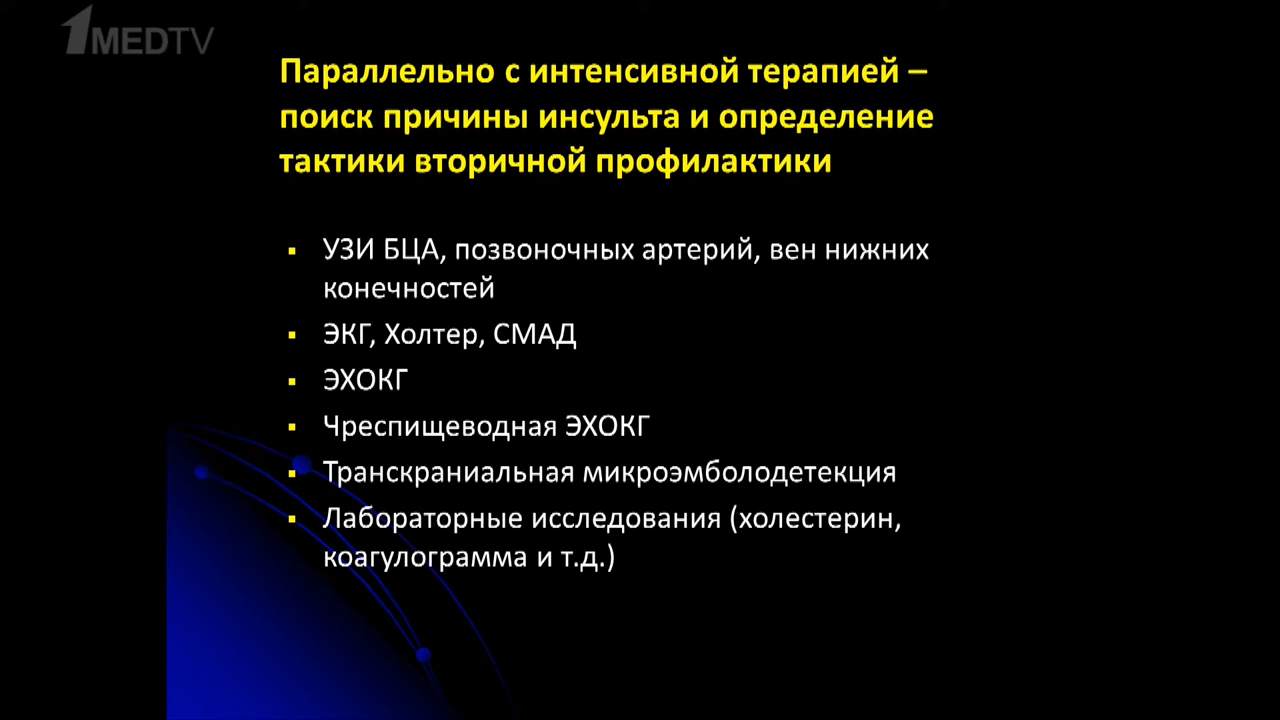 1MEDTV
Параллельно с интенсивной терапией –
поиск причины инсульта и определение
тактики вторичной профилактики
▪ УЗИ БЦА, позвоночных артерий, вен нижних
конечностей
▪ ЭКГ, Холтер, СМАД
▪ ЭХОКГ
▪ Чреспищеводная ЭХОКГ
▪ Транскраниальная микроэмболодетекция
▪ Лабораторные исследования (холестерин,
коагулограмма и т.д.)